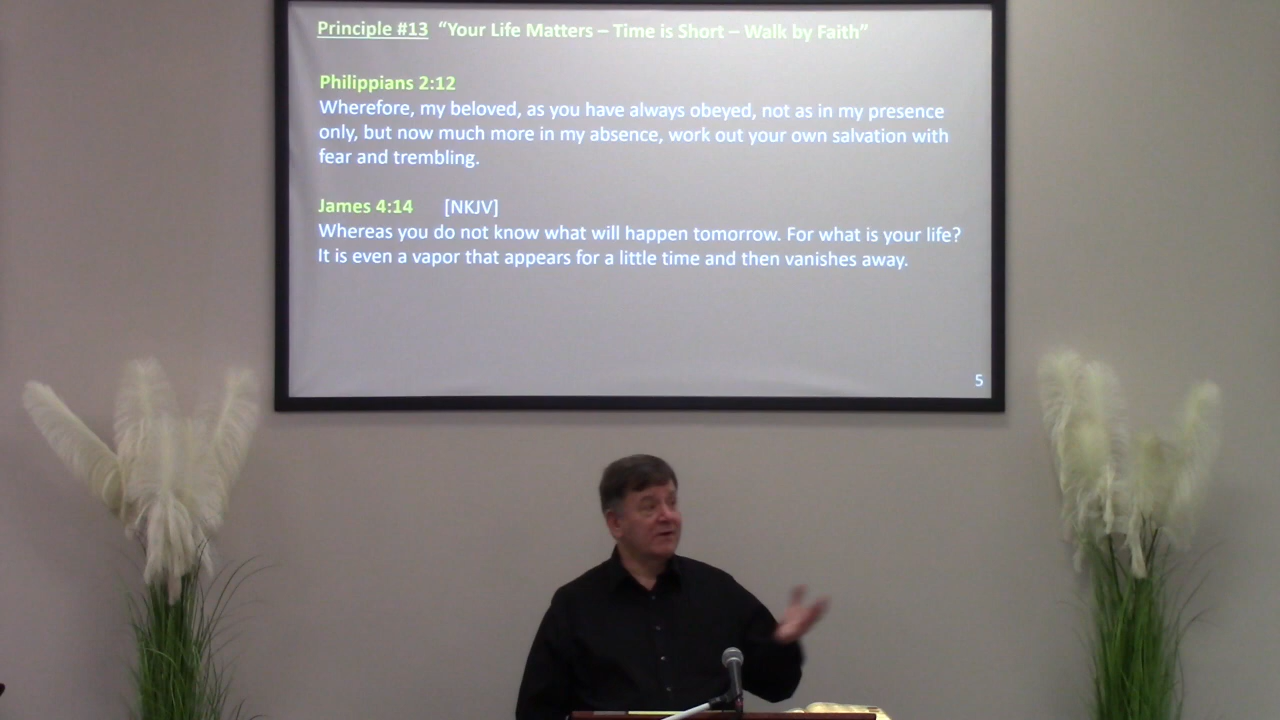 Principle #13 “Your Life Matters – Time is Short – Walk by Faith”
Philippians 2:12
Wherefore, my beloved, as you have always obeyed, not as in my presence
only, but now much more in my absence, work out your own salvation with
fear and trembling.
James 4:14 [NKJV]
Whereas you do not know what will happen tomorrow. For what is your life?
It is even a vapor that appears for a little time and then vanishes away.
5